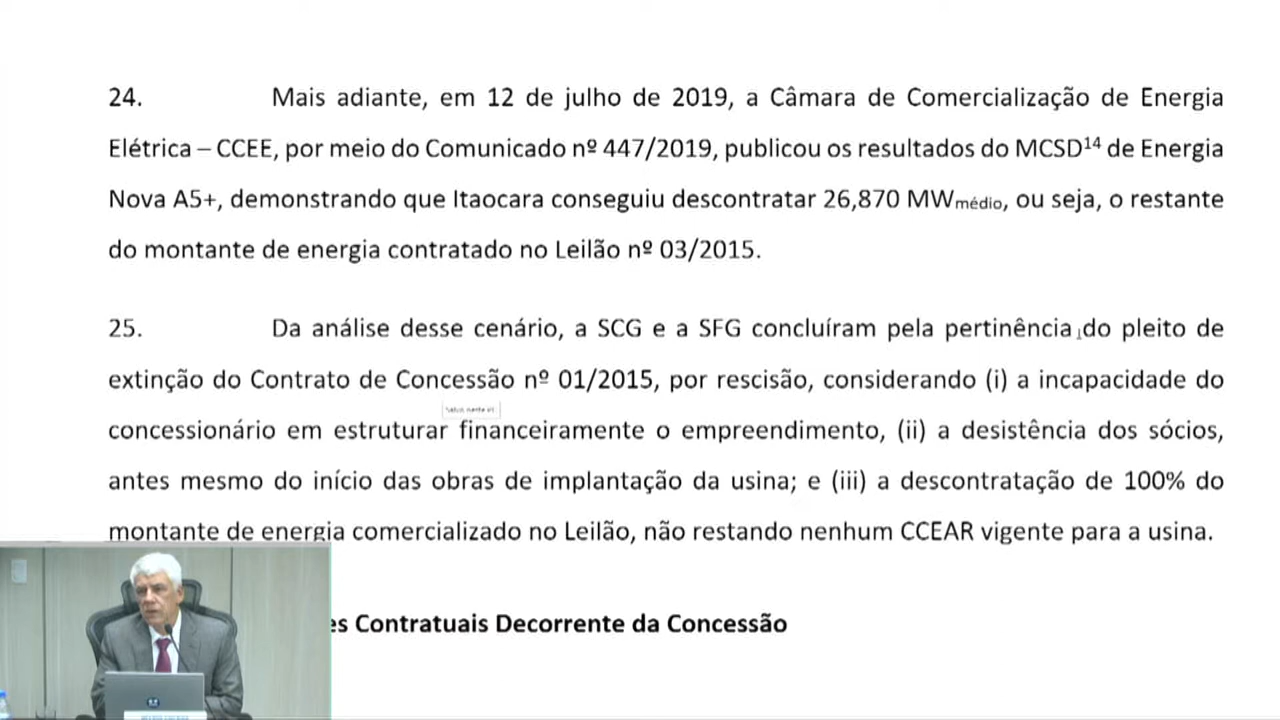 24. Mais adiante, em 12 de julho de 2019, a Câmara de Comercialização de Energia
Elétrica – CCEE, por meio do Comunicado nº 447/2019, publicou os resultados do MCSD¹⁴ de Energia
Nova A5+, demonstrando que Itaocara conseguiu descontratar 26,870 MWmédio, ou seja, o restante
do montante de energia contratado no Leilão nº 03/2015.
25. Da análise desse cenário, a SCG e a SFG concluíram pela pertinência do pleito de
extinção do Contrato de Concessão nº 01/2015, por rescisão, considerando (i) a incapacidade do
concessionário em estruturar financeiramente o empreendimento, (ii) a desistência dos sócios,
antes mesmo do início das obras de implantação da usina; e (iii) a descontratação de 100% do
montante de energia comercializado no Leilão, não restando nenhum CCEAR vigente para a usina.
es Contratuais Decorrente da Concessão